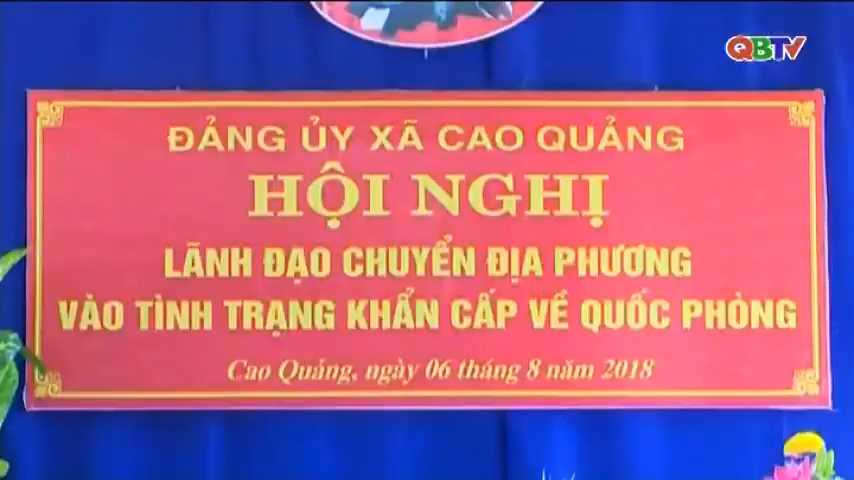 QBTV
ĐẢNG ỦY XÃ CAO QUẢNG
HỘI NGHỊ
LÃNH ĐẠO CHUYỂN ĐỊA PHƯƠNG
VÀO TÌNH TRẠNG KHẨN CẤP VỀ QUỐC PHÒNG
Cao Quảng, ngày 06 tháng 8 năm 2018